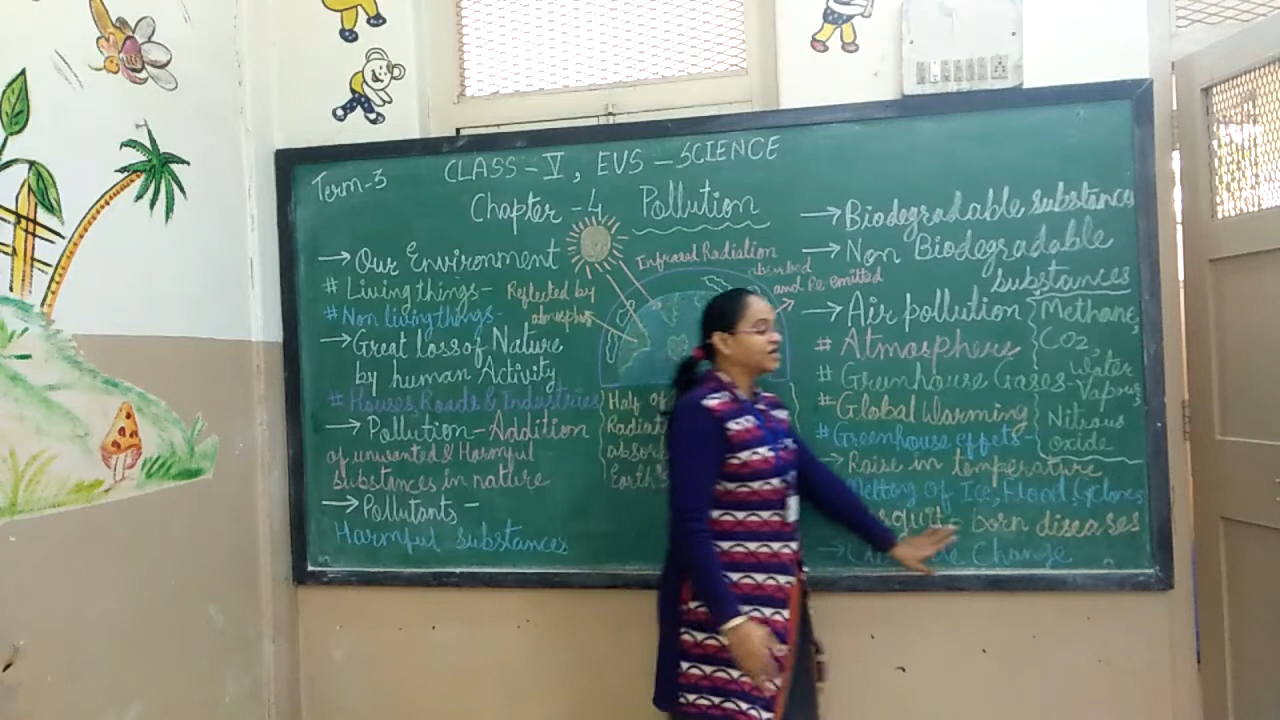 CLASS - V, EVS - SCIENCE
Term-3
Chapter - 4 Pollution
→ Our Environment
# Living things -
# Non living things -
→ Great loss of Nature
by human Activity
# Houses, Roads & Industries
→ Pollution - Addition
of unwanted & Harmful
substances in nature
→ Pollutants -
Harmful substances
Infrared Radiation
absorbed
and Re emitted
Reflected by
Half of
Earth's
→ Biodegradable substances
→ Non Biodegradable
substances
→ Air pollution
# Atmosphere
# Greenhouse Gases -
# Global Warming
# Greenhouse effets -
Methane,
CO2,
Water
Vapour,
Nitrous
oxide
→ Raise in temperature
Melting of Ice, Flood, Cyclones
born diseases
Change